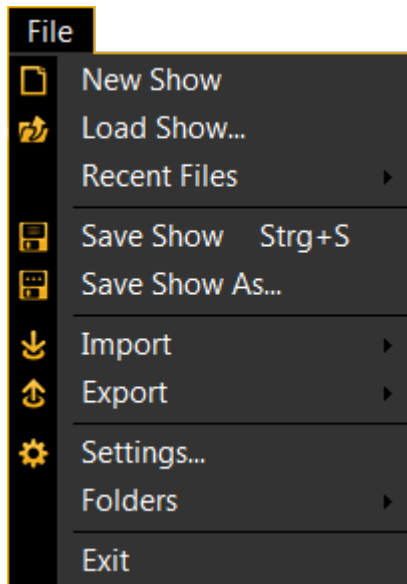 File
New Show
Load Show...
Recent Files
Save Show Strg+S
Save Show As...
Import
Export
Settings...
Folders
Exit